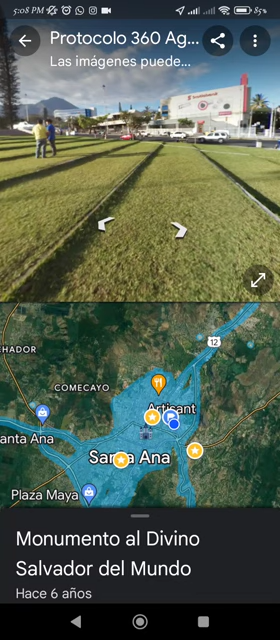 5:08 PM
85%
Protocolo 360 Ag...
Las imágenes puede...
12
HADOR
COMECAYO
Artisant
anta Ana
Santa Ana
Plaza Maya
Monumento al Divino
Salvador del Mundo
Hace 6 años